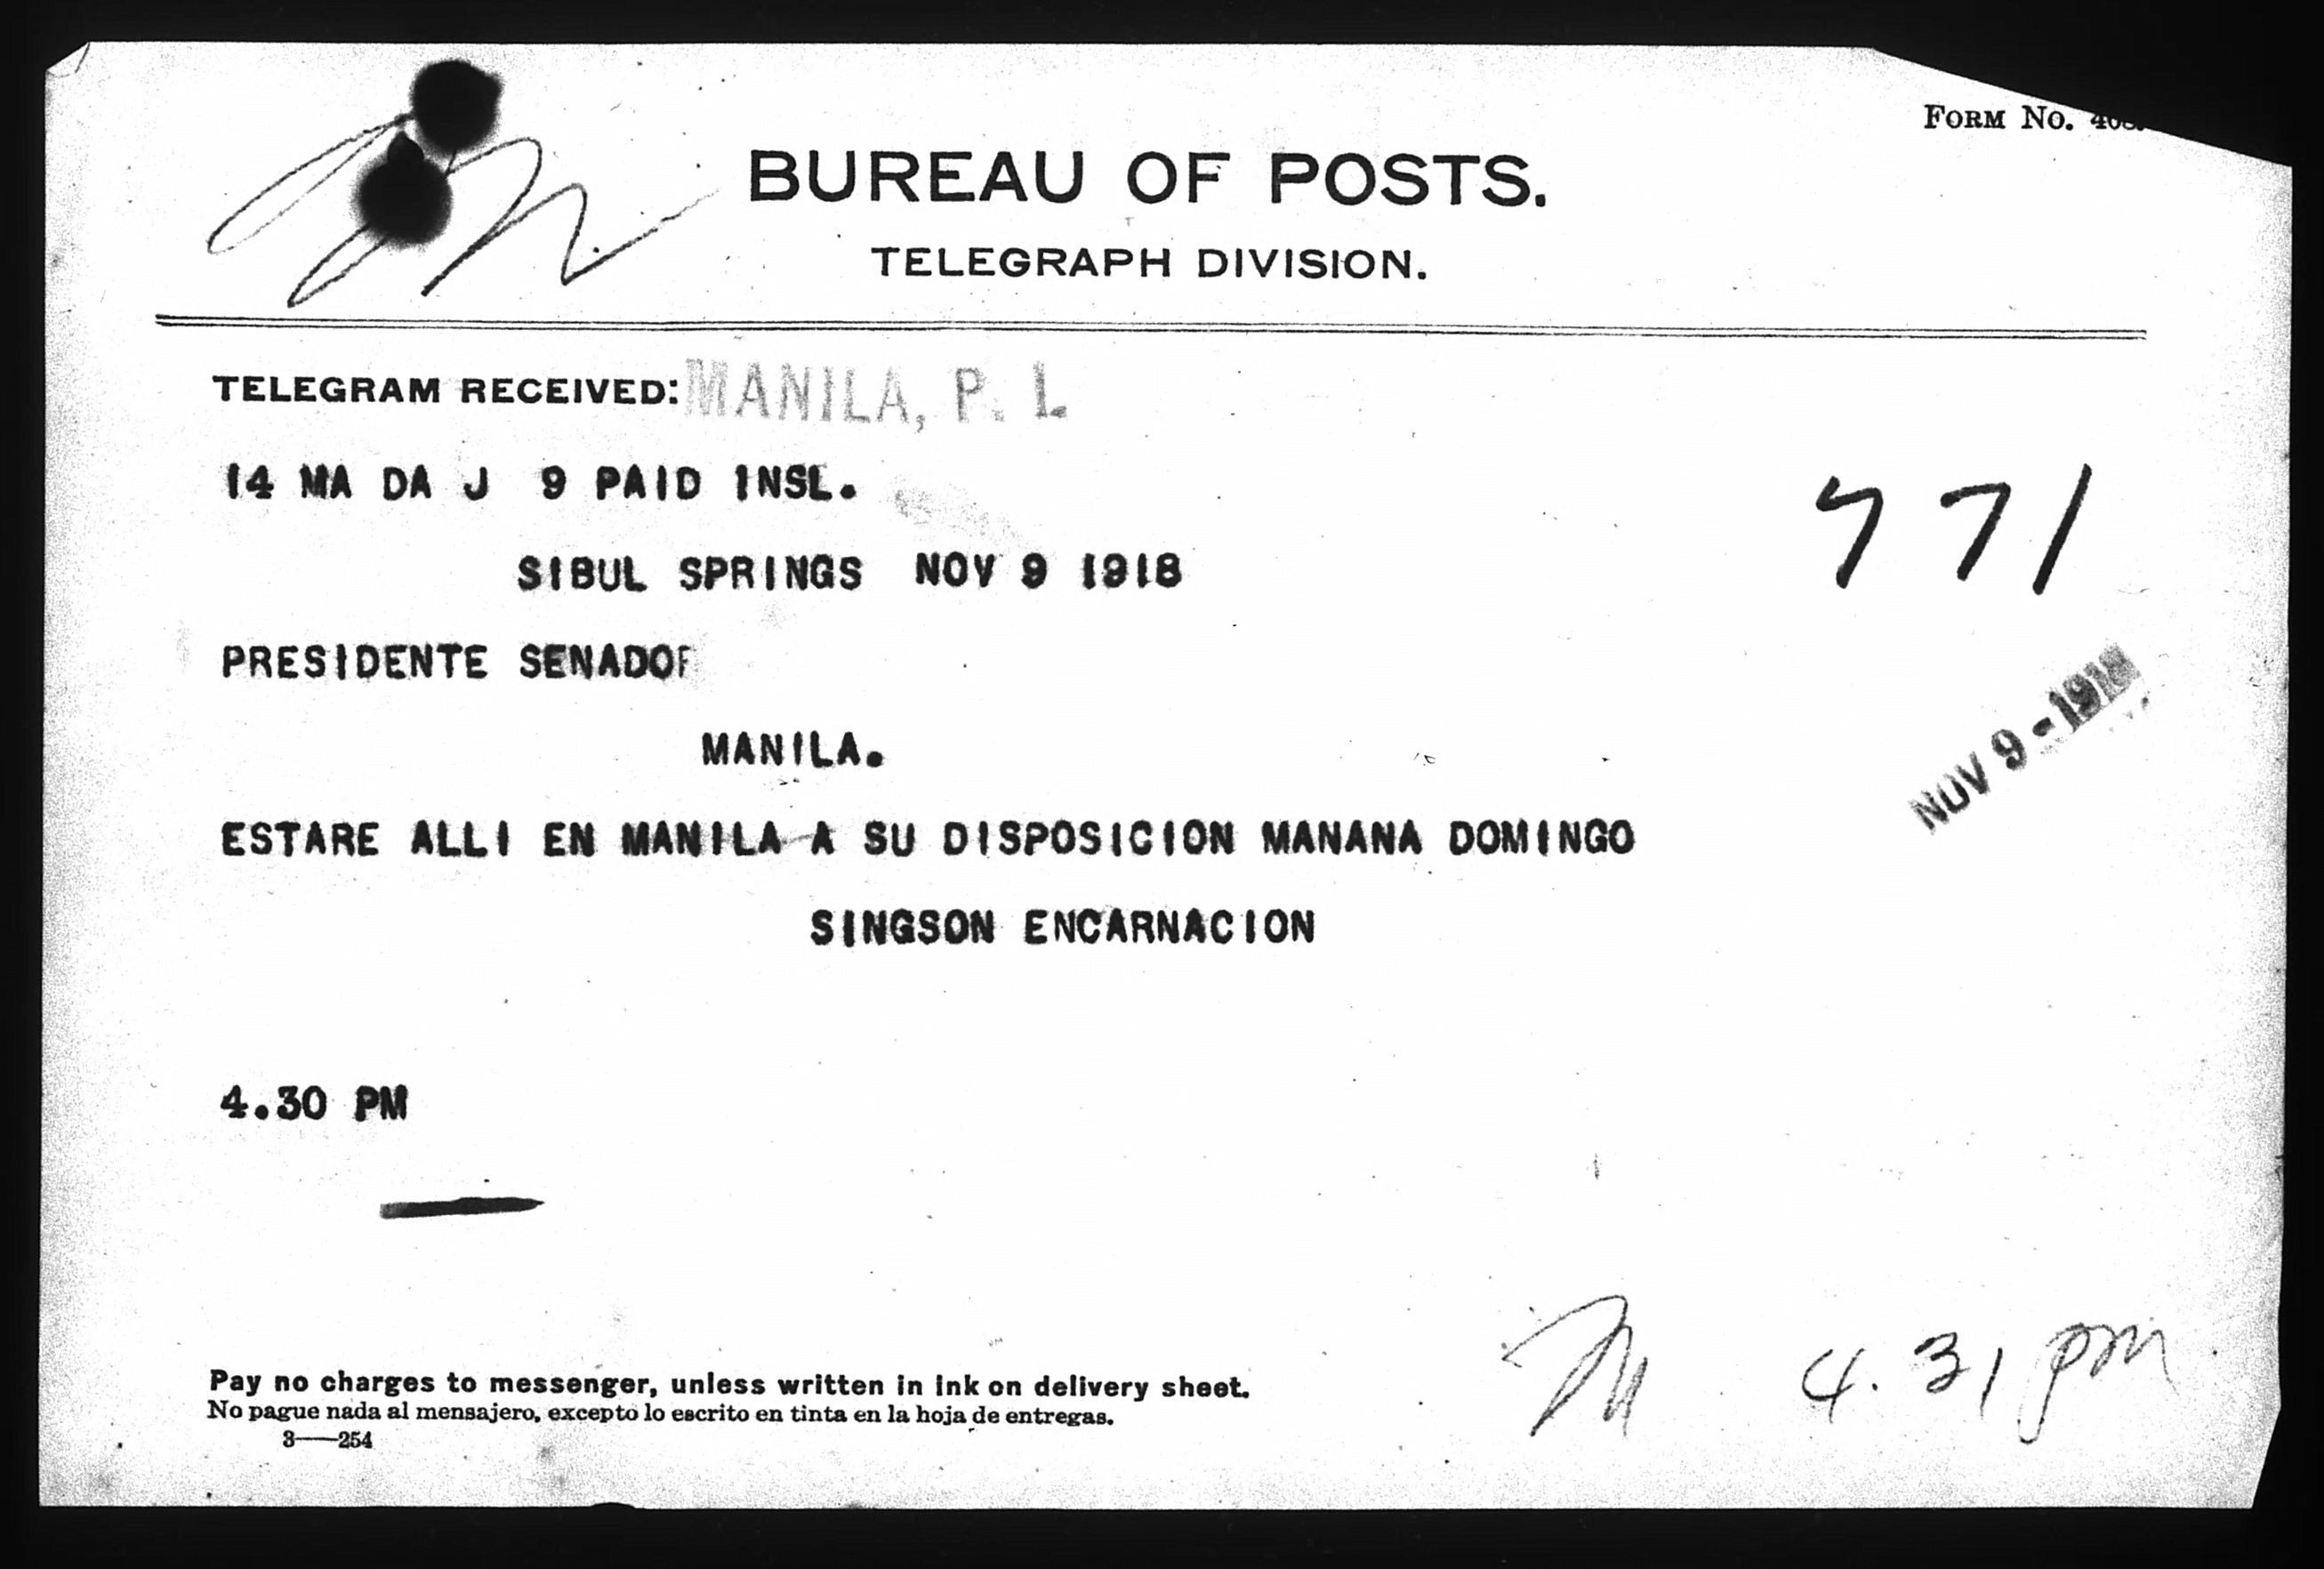 FORM No.
BUREAU OF POSTS.
TELEGRAPH DIVISION.
TELEGRAM RECEIVED: MANILA, P. I.
14 MA DA J 9 PAID INSL.
771
SIBUL SPRINGS NOV 9 1918
PRESIDENTE SENADOR
MANILA.
NOV 9 - 1918
ESTARE ALLI EN MANILA A SU DISPOSICION MANANA DOMINGO
SINGSON ENCARNACION
4.30 PM
4.31 pm
Pay no charges to messenger, unless written in ink on delivery sheet.
No pague nada al mensajero, excepto lo escrito en tinta en la hoja de entregas.
3—254